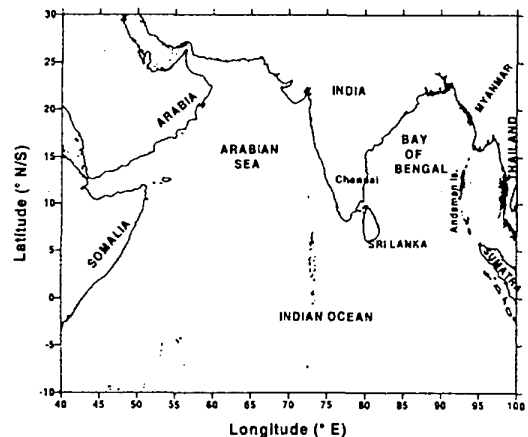 30
25
20
15
10
5
0
-5
-10
Latitude (° N/S)
40 45 50 55 60 65 70 75 80 85 90 95 100
Longitude (° E)
ARABIA
INDIA
MYANMAR
ARABIAN
SEA
BAY
OF
BENGAL
THAILAND
Chennai
Andaman Is.
SOMALIA
SRI LANKA
SUMATRA
INDIAN OCEAN